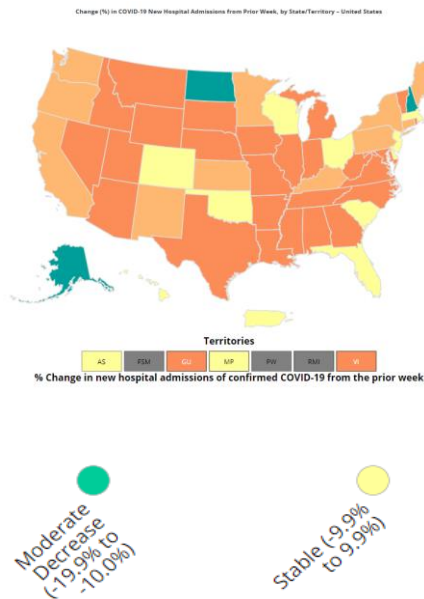 Change (%) in COVID-19 New Hospital Admissions from Prior Week, by State/Territory – United States
Territories
AS FSM GU MP PW RMI VI
% Change in new hospital admissions of confirmed COVID-19 from the prior week
Moderate
Decrease
(-19.9% to
-10.0%)
Stable (-9.9%
to 9.9%)